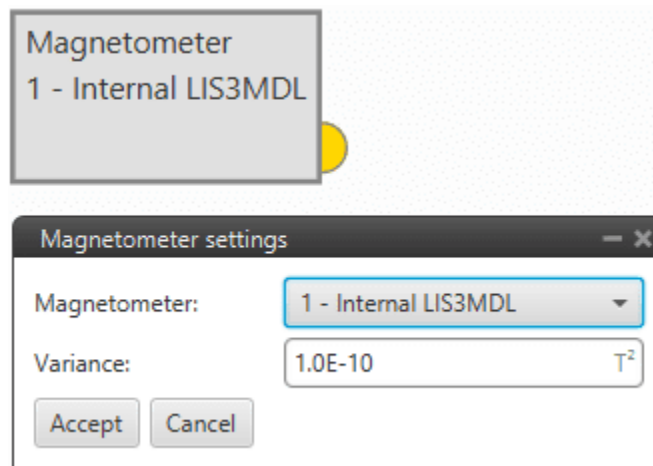 Magnetometer
1 - Internal LIS3MDL
Magnetometer settings
Magnetometer:
1 - Internal LIS3MDL
Variance:
1.0E-10
T²
Accept
Cancel